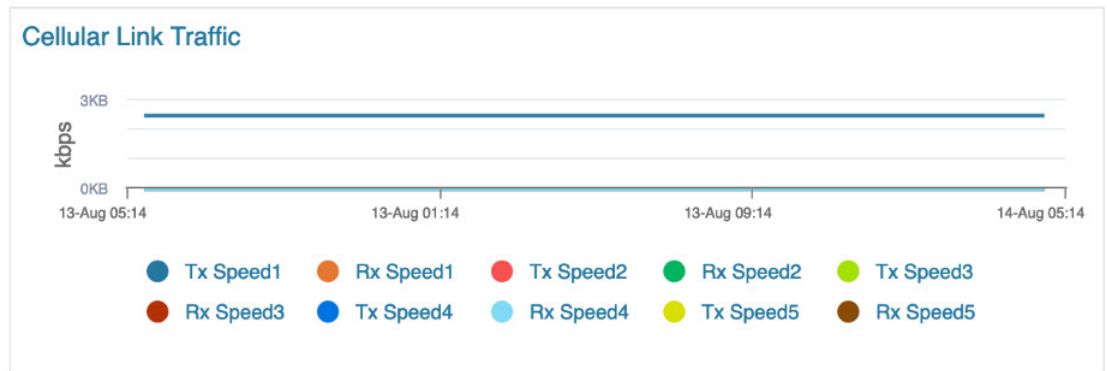 Cellular Link Traffic
3KB
kbps
0KB
13-Aug 05:14 13-Aug 01:14 13-Aug 09:14 14-Aug 05:14
Tx Speed1 Rx Speed1 Tx Speed2 Rx Speed2 Tx Speed3
Rx Speed3 Tx Speed4 Rx Speed4 Tx Speed5 Rx Speed5